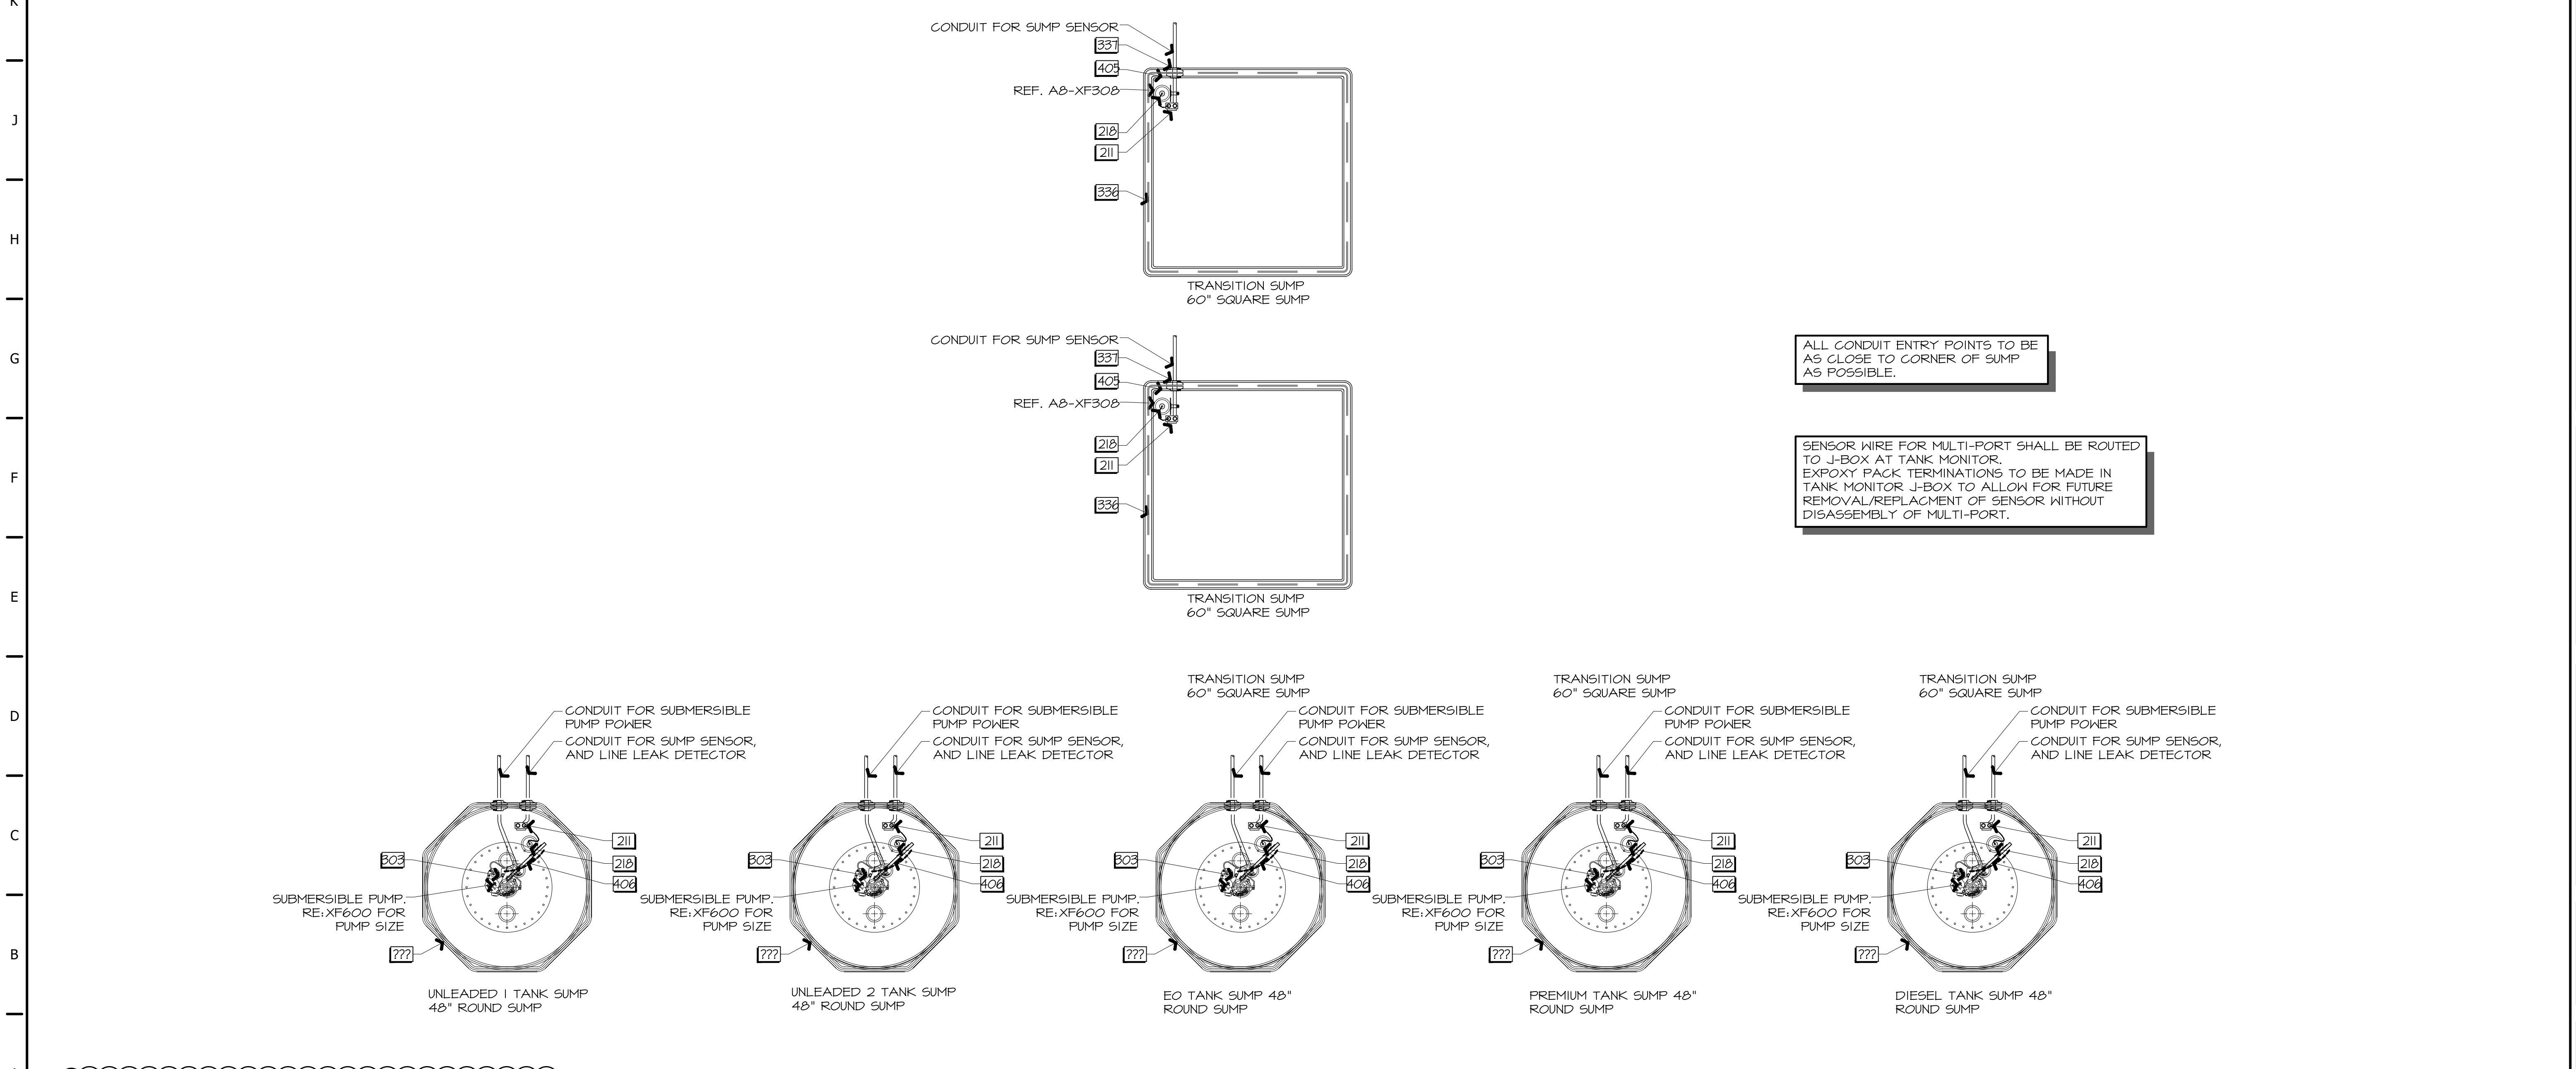 K
J
H
G
F
E
D
C
B
CONDUIT FOR SUMP SENSOR
337
405
REF. A8-XF308
218
211
336
TRANSITION SUMP
60" SQUARE SUMP
CONDUIT FOR SUMP SENSOR
337
405
REF. A8-XF308
218
211
336
TRANSITION SUMP
60" SQUARE SUMP
ALL CONDUIT ENTRY POINTS TO BE
AS CLOSE TO CORNER OF SUMP
AS POSSIBLE.
SENSOR WIRE FOR MULTI-PORT SHALL BE ROUTED
TO J-BOX AT TANK MONITOR.
EXPOXY PACK TERMINATIONS TO BE MADE IN
TANK MONITOR J-BOX TO ALLOW FOR FUTURE
REMOVAL/REPLACMENT OF SENSOR WITHOUT
DISASSEMBLY OF MULTI-PORT.
CONDUIT FOR SUBMERSIBLE
PUMP POWER
CONDUIT FOR SUMP SENSOR,
AND LINE LEAK DETECTOR
211
218
406
303
SUBMERSIBLE PUMP.
RE:XF600 FOR
PUMP SIZE
???
UNLEADED 1 TANK SUMP
48" ROUND SUMP
CONDUIT FOR SUBMERSIBLE
PUMP POWER
CONDUIT FOR SUMP SENSOR,
AND LINE LEAK DETECTOR
211
218
406
303
SUBMERSIBLE PUMP.
RE:XF600 FOR
PUMP SIZE
???
UNLEADED 2 TANK SUMP
48" ROUND SUMP
TRANSITION SUMP
60" SQUARE SUMP
CONDUIT FOR SUBMERSIBLE
PUMP POWER
CONDUIT FOR SUMP SENSOR,
AND LINE LEAK DETECTOR
211
218
406
303
SUBMERSIBLE PUMP.
RE:XF600 FOR
PUMP SIZE
???
EO TANK SUMP 48"
ROUND SUMP
TRANSITION SUMP
60" SQUARE SUMP
CONDUIT FOR SUBMERSIBLE
PUMP POWER
CONDUIT FOR SUMP SENSOR,
AND LINE LEAK DETECTOR
211
218
406
303
SUBMERSIBLE PUMP.
RE:XF600 FOR
PUMP SIZE
???
PREMIUM TANK SUMP 48"
ROUND SUMP
TRANSITION SUMP
60" SQUARE SUMP
CONDUIT FOR SUBMERSIBLE
PUMP POWER
CONDUIT FOR SUMP SENSOR,
AND LINE LEAK DETECTOR
211
218
406
303
SUBMERSIBLE PUMP.
RE:XF600 FOR
PUMP SIZE
???
DIESEL TANK SUMP 48"
ROUND SUMP